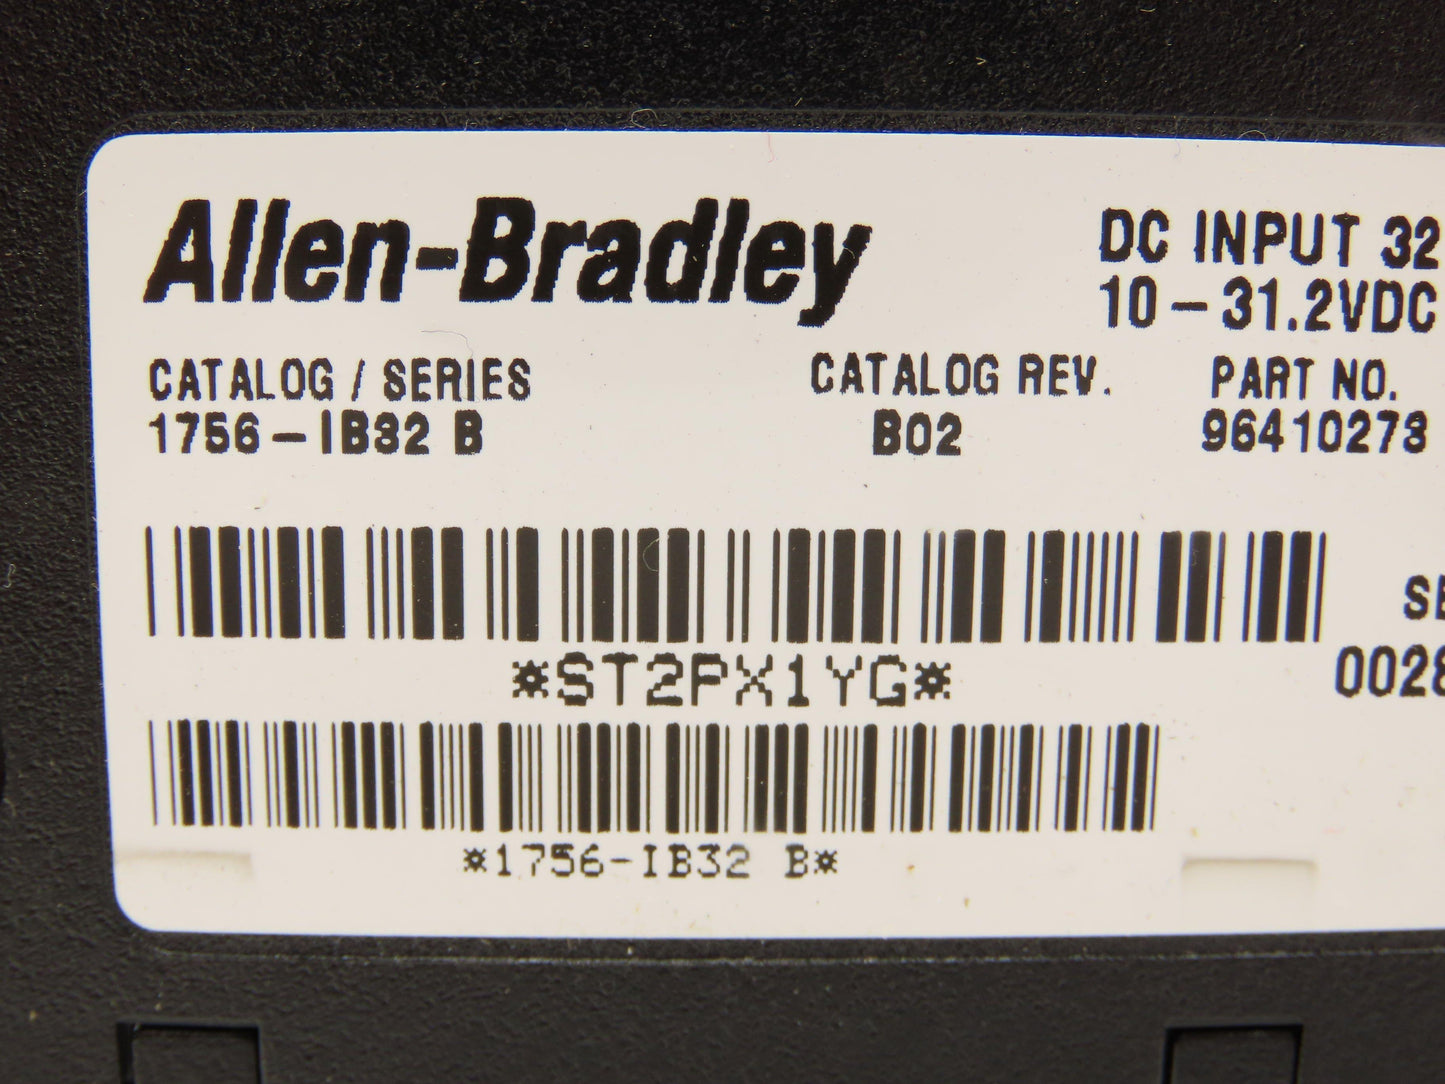 Allen-Bradley
DC INPUT 32
10-31.2VDC
CATALOG / SERIES
1756-IB32 B
CATALOG REV.
B02
PART NO.
96410273
0028
*ST2PX1YG*
*1756-IB32 B*